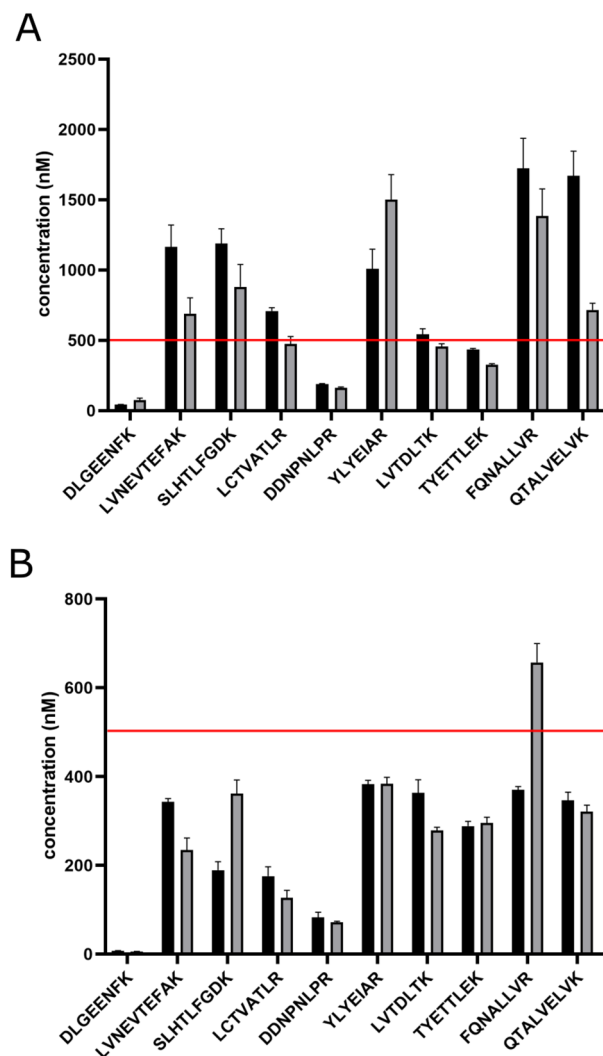 A
2500
2000
1500
1000
500
0
concentration (nM)
DLGEENFK
LVNEVTEFAK
SLHTLFGDK
LCTVATLR
DDNPNLPR
YLYEIAR
LVTDLTK
TYETTLEK
FQNALLVR
QTALVELVK
B
800
600
400
200
0
concentration (nM)
DLGEENFK
LVNEVTEFAK
SLHTLFGDK
LCTVATLR
DDNPNLPR
YLYEIAR
LVTDLTK
TYETTLEK
FQNALLVR
QTALVELVK